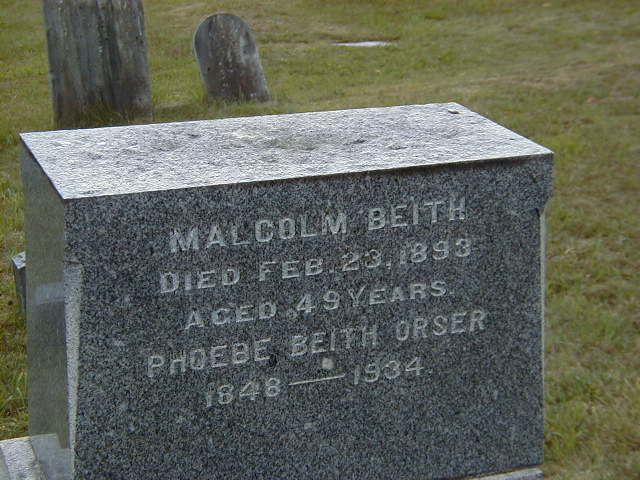 MALCOLM BEITH
DIED FEB. 23, 1893
AGED 49 YEARS.
PHOEBE BEITH ORSER
1848 — 1934.